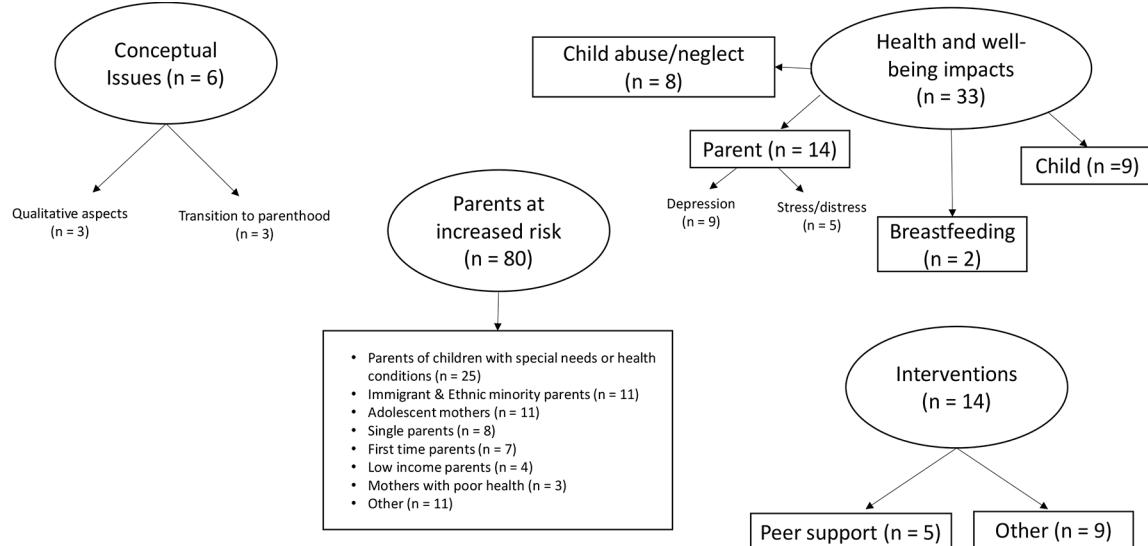 Conceptual
Issues (n = 6)
Qualitative aspects
(n = 3)
Transition to parenthood
(n = 3)
Parents at
increased risk
(n = 80)
• Parents of children with special needs or health
conditions (n = 25)
• Immigrant & Ethnic minority parents (n = 11)
• Adolescent mothers (n = 11)
• Single parents (n = 8)
• First time parents (n = 7)
• Low income parents (n = 4)
• Mothers with poor health (n = 3)
• Other (n = 11)
Health and well-
being impacts
(n = 33)
Child abuse/neglect
(n = 8)
Parent (n = 14)
Depression
(n = 9)
Stress/distress
(n = 5)
Breastfeeding
(n = 2)
Child (n =9)
Interventions
(n = 14)
Peer support (n = 5)
Other (n = 9)